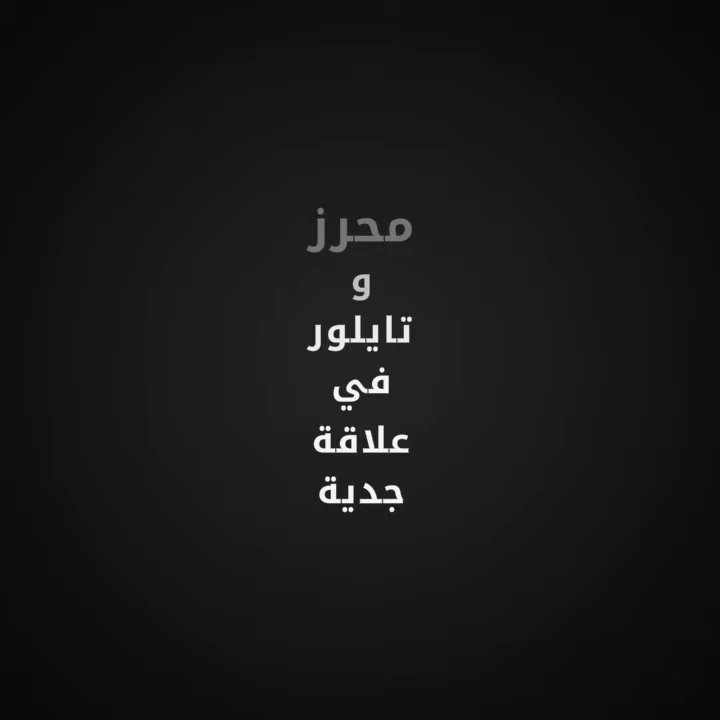 محرز
و
تايلور
في
علاقة
جدية